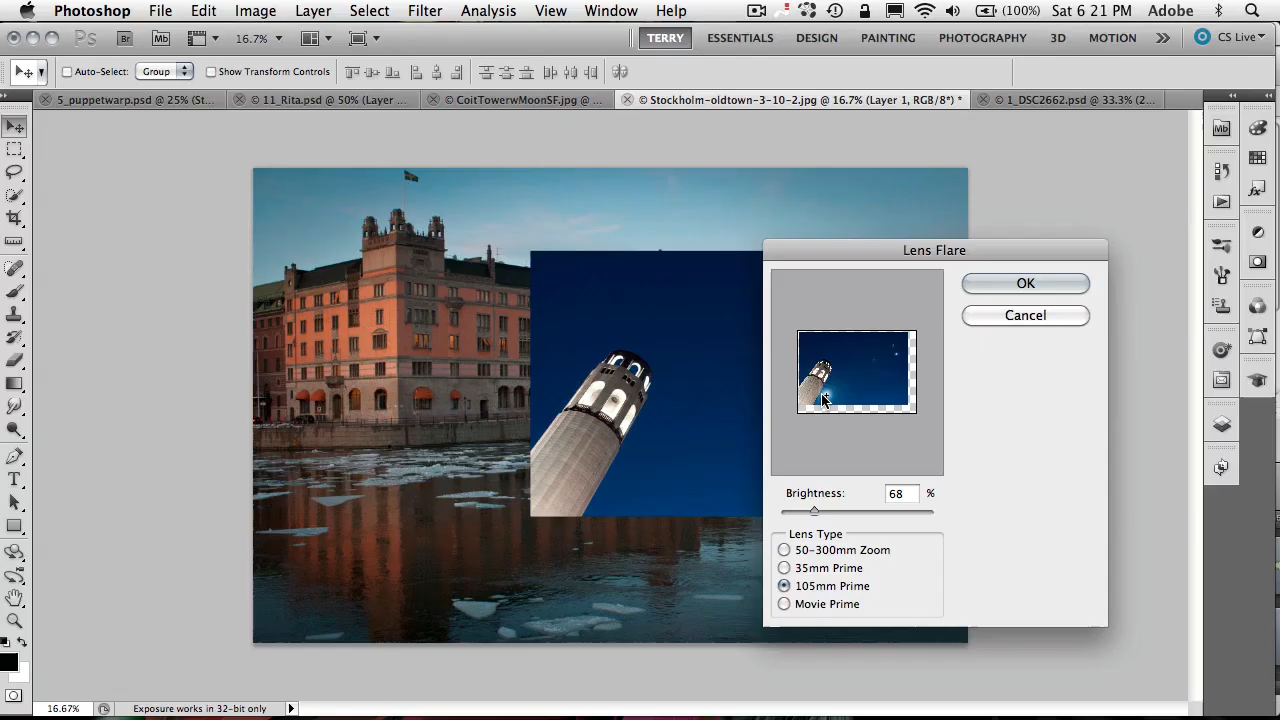 Photoshop File Edit Image Layer Select Filter Analysis View Window Help (100%) Sat 6 21 PM Adobe
Ps Br Mb 16.7% TERRY ESSENTIALS DESIGN PAINTING PHOTOGRAPHY 3D MOTION CS Live
Auto-Select: Group Show Transform Controls
5_puppetwarp.psd @ 25% (St... © 11_Rita.psd @ 50% (Layer ... © CoitTowerwMoonSF.jpg @ ... © Stockholm-oldtown-3-10-2.jpg @ 16.7% (Layer 1, RGB/8*) * © 1_DSC2662.psd @ 33.3% (2...
Mb
Lens Flare
OK
Cancel
Brightness: 68 %
Lens Type
50-300mm Zoom
35mm Prime
105mm Prime
Movie Prime
16.67% Exposure works in 32-bit only